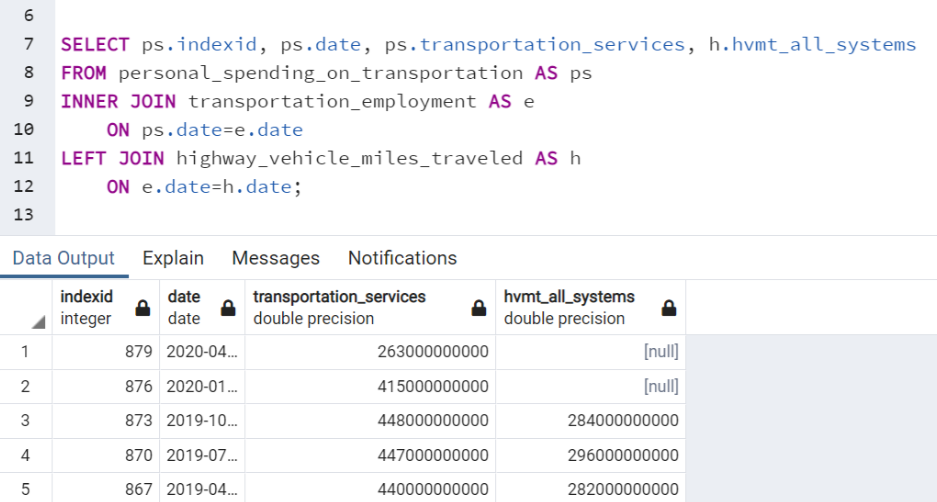 6
7 SELECT ps.indexid, ps.date, ps.transportation_services, h.hvmt_all_systems
8 FROM personal_spending_on_transportation AS ps
9 INNER JOIN transportation_employment AS e
10 ON ps.date=e.date
11 LEFT JOIN highway_vehicle_miles_traveled AS h
12 ON e.date=h.date;
13
Data Output Explain Messages Notifications
indexid date transportation_services hvmt_all_systems
integer date double precision double precision
1 879 2020-04... 263000000000 [null]
2 876 2020-01... 415000000000 [null]
3 873 2019-10... 448000000000 284000000000
4 870 2019-07... 447000000000 296000000000
5 867 2019-04... 440000000000 282000000000